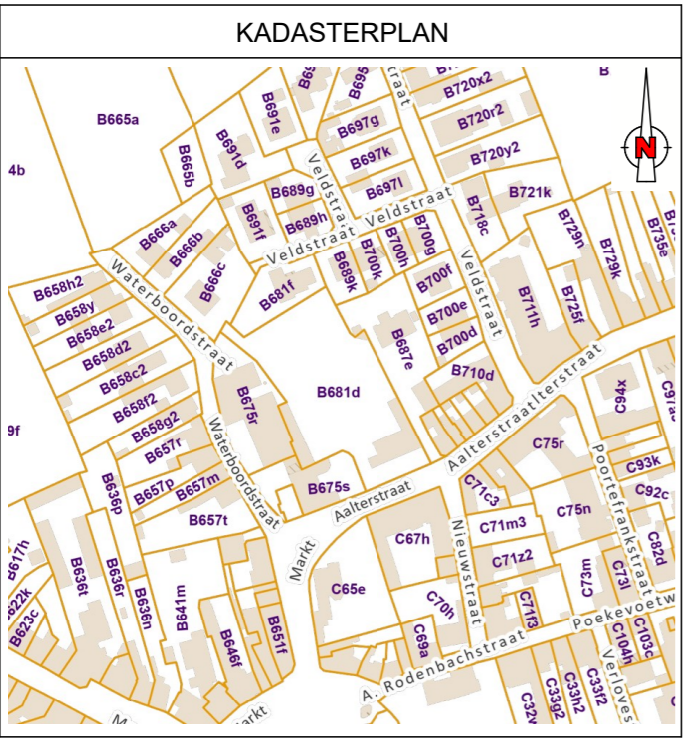 KADASTERPLAN
B665a
B
4b
B665b
B691d
B691e
B697g
B697k
B697l
B720x2
B720r2
B720y2
B721k
B718c
N
B689g
B689h
B691f
Veldstraat
Veldstraat
Veldstraat
Veldstraat
B666a
B666b
B666c
B681f
B689k
B700k
B700h
B700g
B700f
B700e
B700d
B687e
B710d
B711h
B729n
B725f
B729k
B735e
B658h2
B658y
B658e2
B658d2
B658c2
B658f2
B658g2
B657r
B657p
B657m
B657t
Waterboordstraat
Waterboordstraat
B675r
B681d
B675s
9f
B636p
B636t
B636r
B636n
B641m
B646f
B651f
B617h
B623c
Aalterstraat
Aalterstraat
Markt
C67h
C65e
C70h
C69a
Nieuwstraat
C71c3
C71m3
C71z2
C71f3
C75r
C75n
C73m
C73l
C94x
C93k
C92c
C82d
Poortefrankstraat
A. Rodenbachstraat
Poekevoetw
C104h
C103c
Verloves
C33g2
C33h2
C33f2